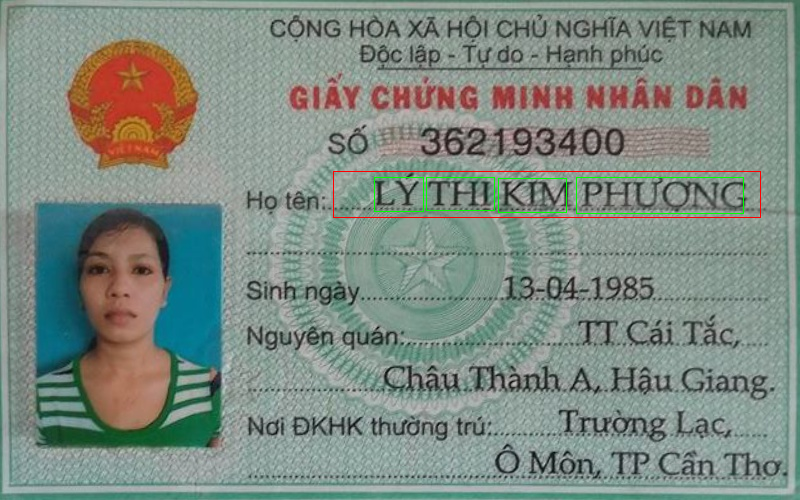 CỘNG HÒA XÃ HỘI CHỦ NGHĨA VIỆT NAM
Độc lập - Tự do - Hạnh phúc
GIẤY CHỨNG MINH NHÂN DÂN
SỐ 362193400
Họ tên: LÝ THỊ KIM PHƯỢNG
Sinh ngày 13-04-1985
Nguyên quán: TT Cái Tắc,
Châu Thành A, Hậu Giang.
Nơi ĐKHK thường trú: Trường Lạc,
Ô Môn, TP Cần Thơ.
VIỆT NAM